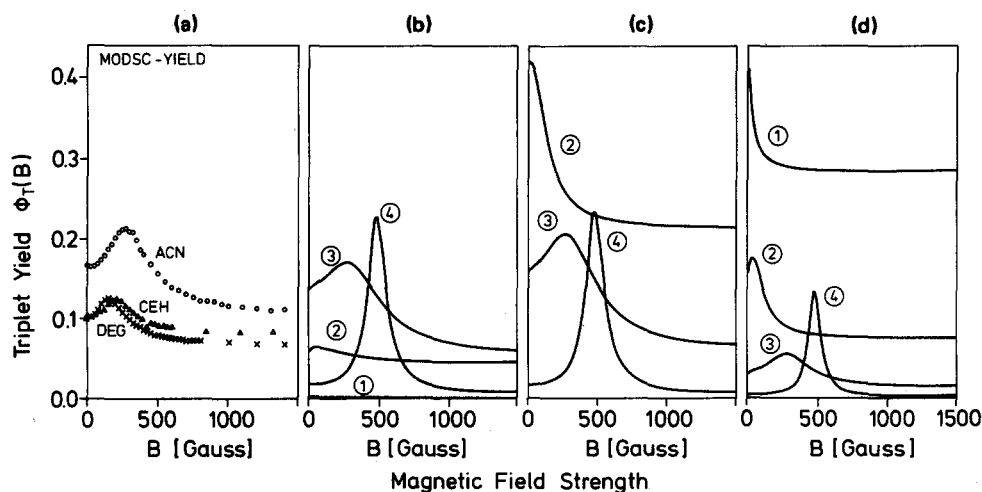 (a) (b) (c) (d)
MODSC-YIELD
Triplet Yield Φ_T(B)
0.4
0.3
0.2
0.1
0.0
ACN
CEH
DEG
① ② ③ ④
② ③ ④
① ② ③ ④
0 1000
0 500 1000
0 500 1000
0 500 1000 1500
B [Gauss] B [Gauss] B [Gauss] B [Gauss]
Magnetic Field Strength